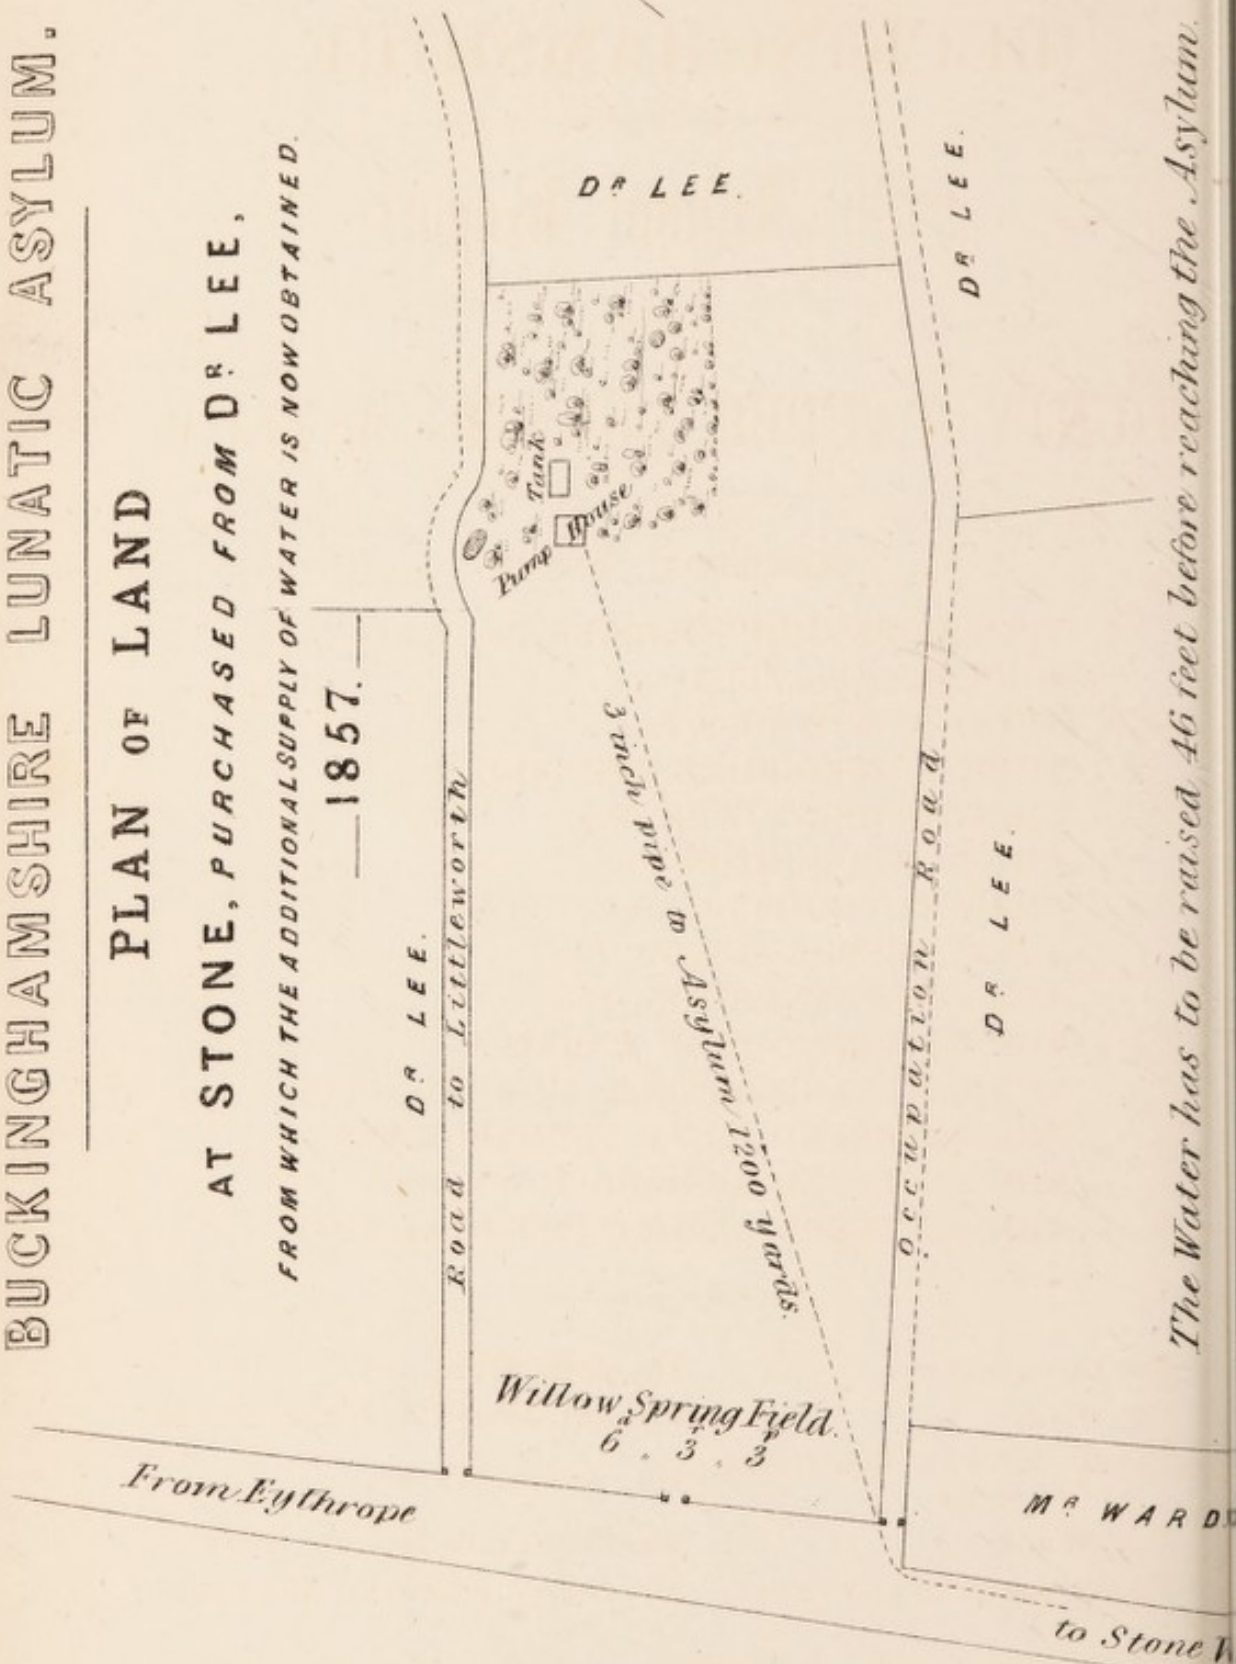 BUCKINGHAMSHIRE LUNATIC ASYLUM.
PLAN OF LAND
AT STONE, PURCHASED FROM DR LEE,
FROM WHICH THE ADDITIONAL SUPPLY OF WATER IS NOW OBTAINED.
1857.
DR LEE.
Road to Littleworth
DR LEE.
Tank
Pump House
3 inch pipe to Asylum 1200 yards.
Willow Spring Field.
a r p
6 . 3 . 3
From Eythrope
Occupation Road
DR LEE.
DR LEE.
MR WARD
to Stone
The Water has to be raised 46 feet before reaching the Asylum.